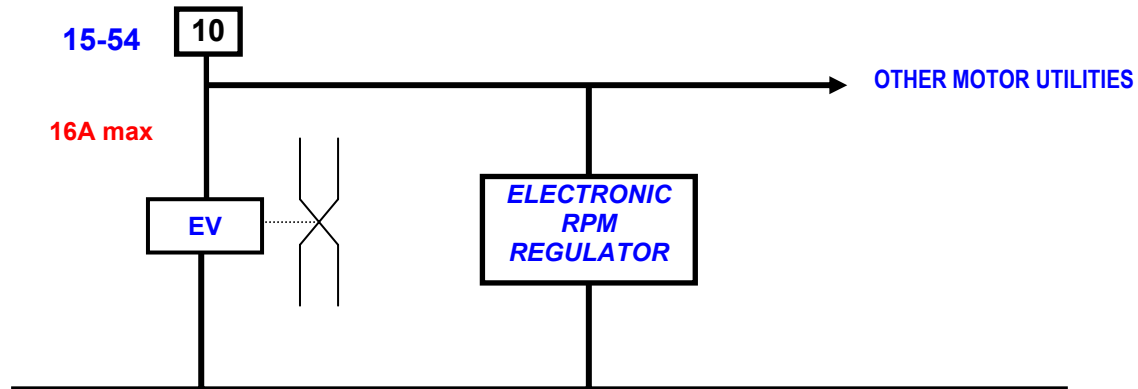 15-54
10
OTHER MOTOR UTILITIES
16A max
EV
ELECTRONIC
RPM
REGULATOR